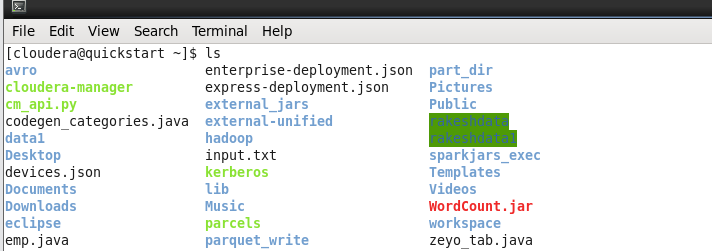 File Edit View Search Terminal Help
[cloudera@quickstart ~]$ ls
avro enterprise-deployment.json part_dir
cloudera-manager express-deployment.json Pictures
cm_api.py external_jars Public
codegen_categories.java external-unified rakeshdata
data1 hadoop rakeshdata1
Desktop input.txt sparkjars_exec
devices.json kerberos Templates
Documents lib Videos
Downloads Music WordCount.jar
eclipse parcels workspace
emp.java parquet_write zeyo_tab.java